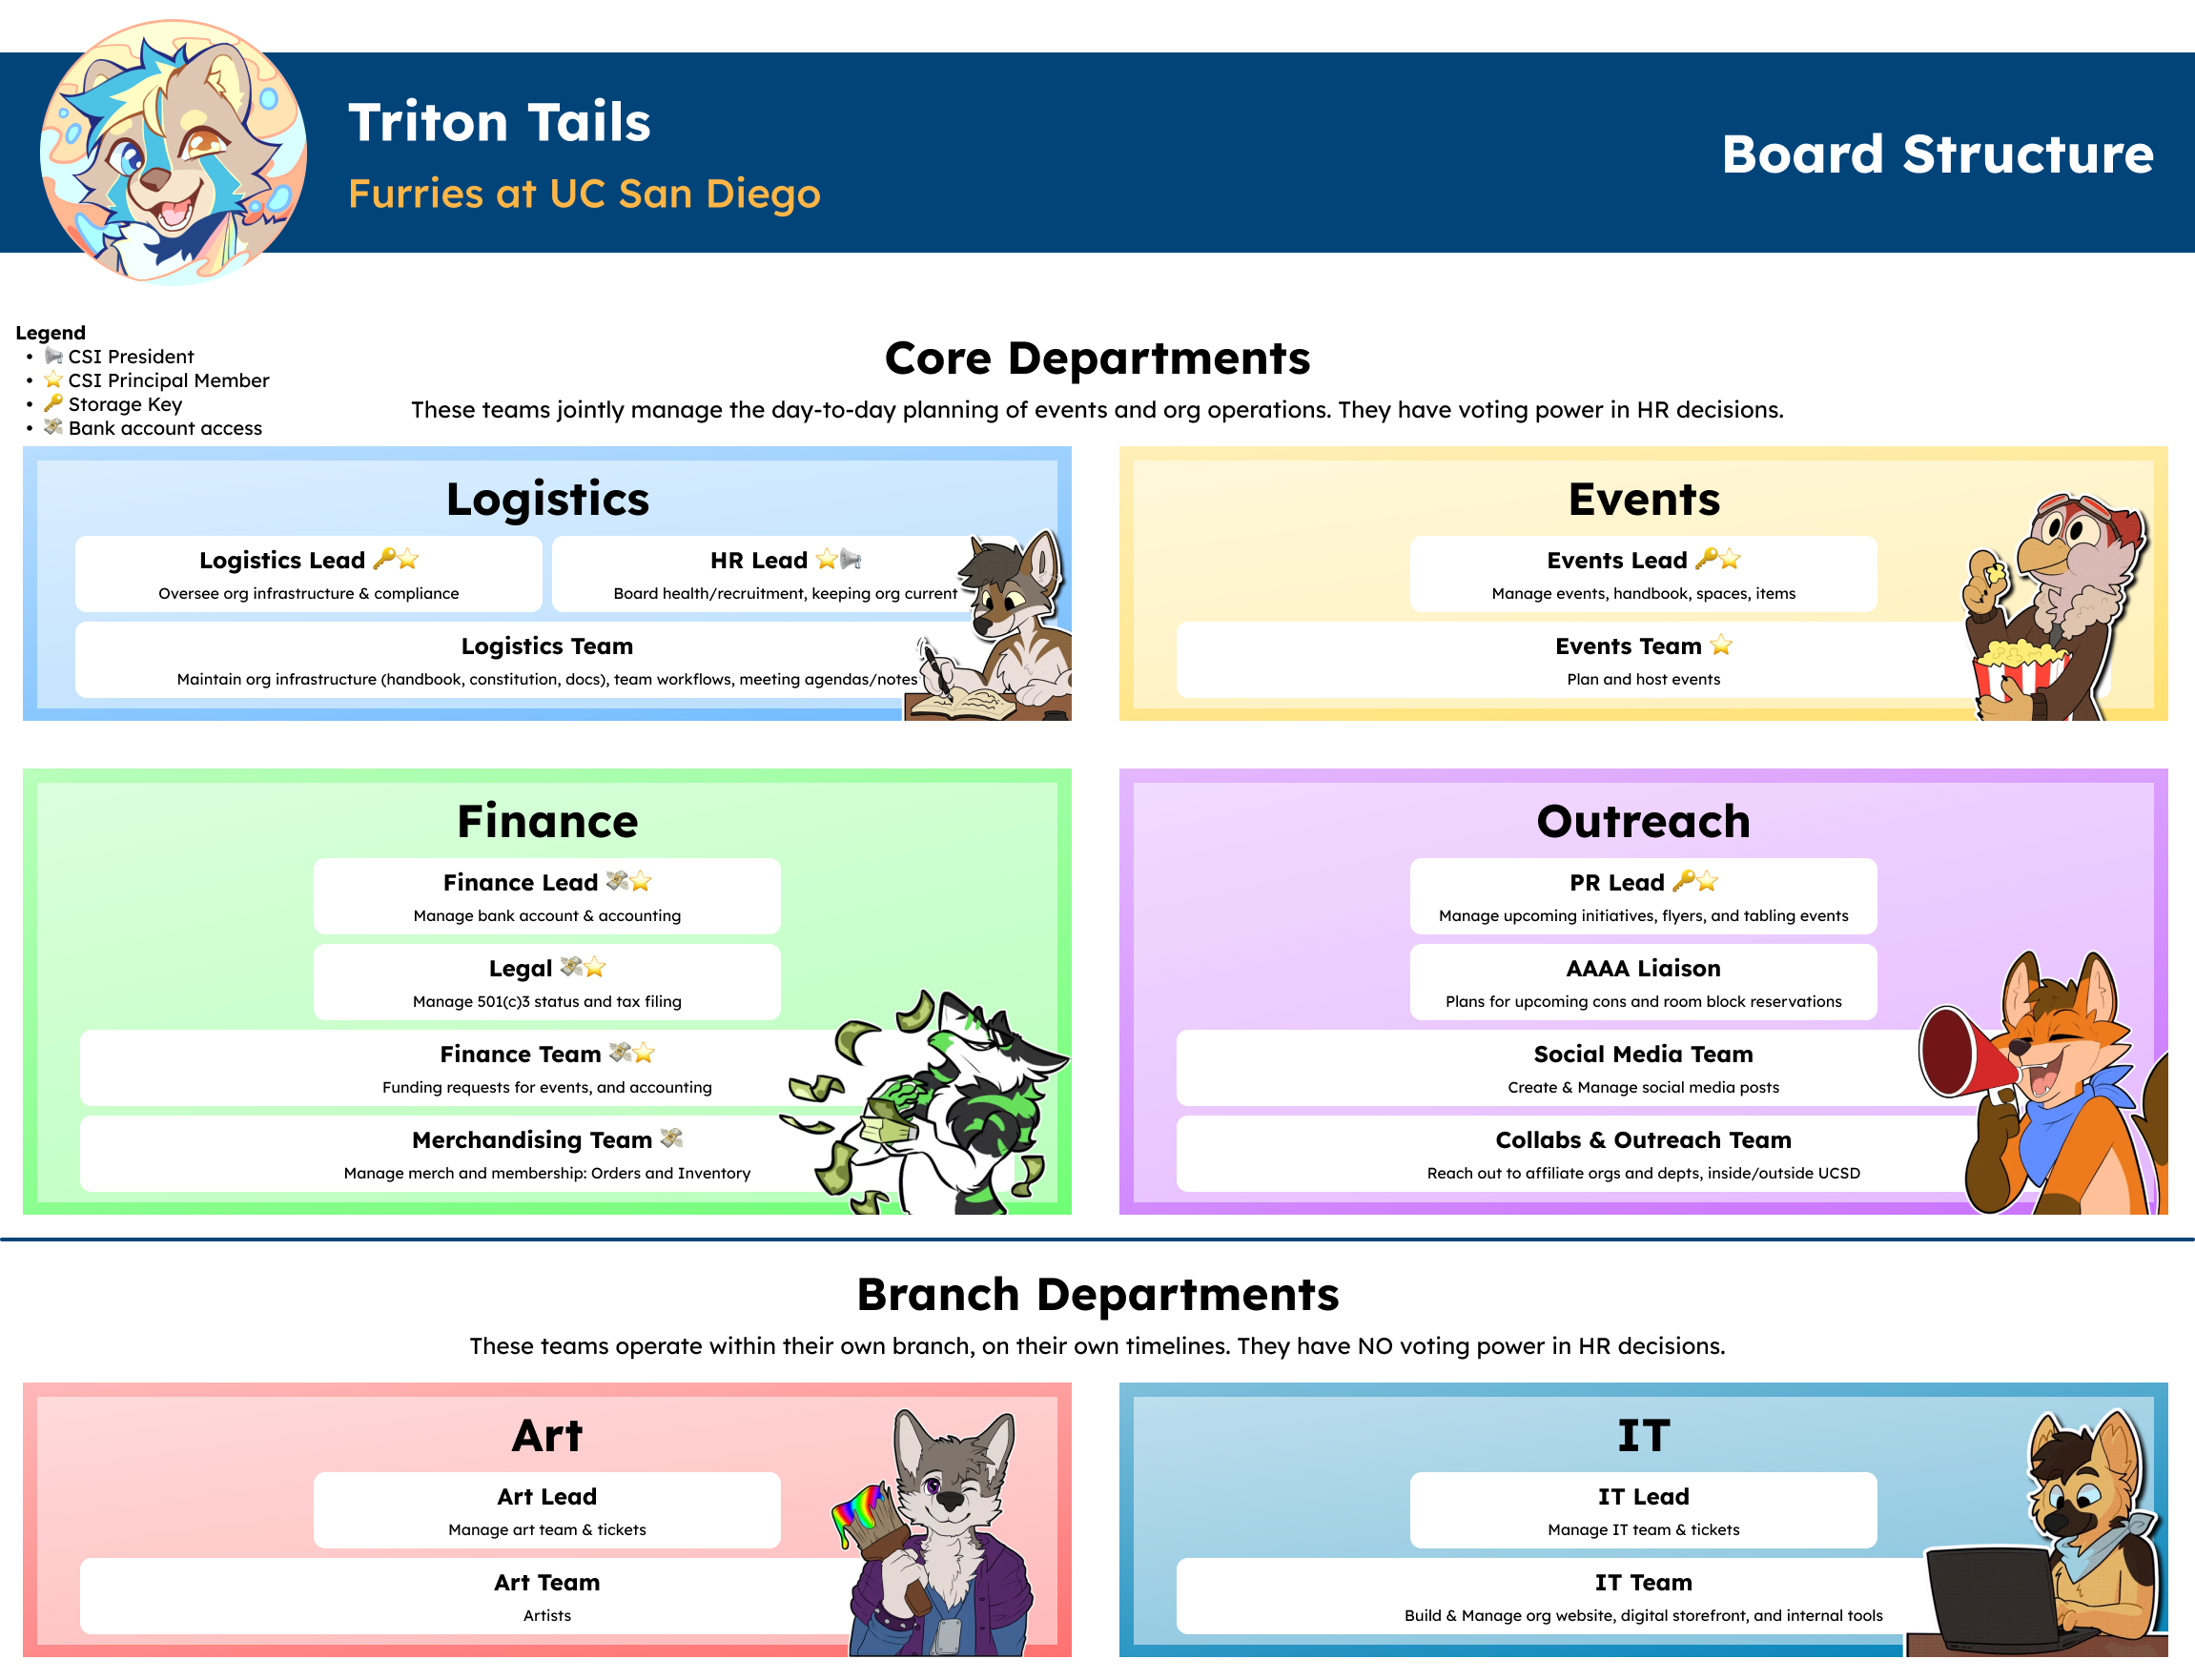 Triton Tails
Furries at UC San Diego
Board Structure
Legend
• 📢 CSI President
• ⭐ CSI Principal Member
• 🔑 Storage Key
• 💸 Bank account access
Core Departments
These teams jointly manage the day-to-day planning of events and org operations. They have voting power in HR decisions.
Logistics
Logistics Lead 🔑⭐
Oversee org infrastructure & compliance
HR Lead ⭐📢
Board health/recruitment, keeping org current
Logistics Team
Maintain org infrastructure (handbook, constitution, docs), team workflows, meeting agendas/notes
Events
Events Lead 🔑⭐
Manage events, handbook, spaces, items
Events Team ⭐
Plan and host events
Finance
Finance Lead 💸⭐
Manage bank account & accounting
Legal 💸⭐
Manage 501(c)3 status and tax filing
Finance Team 💸⭐
Funding requests for events, and accounting
Merchandising Team 💸
Manage merch and membership: Orders and Inventory
Outreach
PR Lead 🔑⭐
Manage upcoming initiatives, flyers, and tabling events
AAAA Liaison
Plans for upcoming cons and room block reservations
Social Media Team
Create & Manage social media posts
Collabs & Outreach Team
Reach out to affiliate orgs and depts, inside/outside UCSD
Branch Departments
These teams operate within their own branch, on their own timelines. They have NO voting power in HR decisions.
Art
Art Lead
Manage art team & tickets
Art Team
Artists
IT
IT Lead
Manage IT team & tickets
IT Team
Build & Manage org website, digital storefront, and internal tools